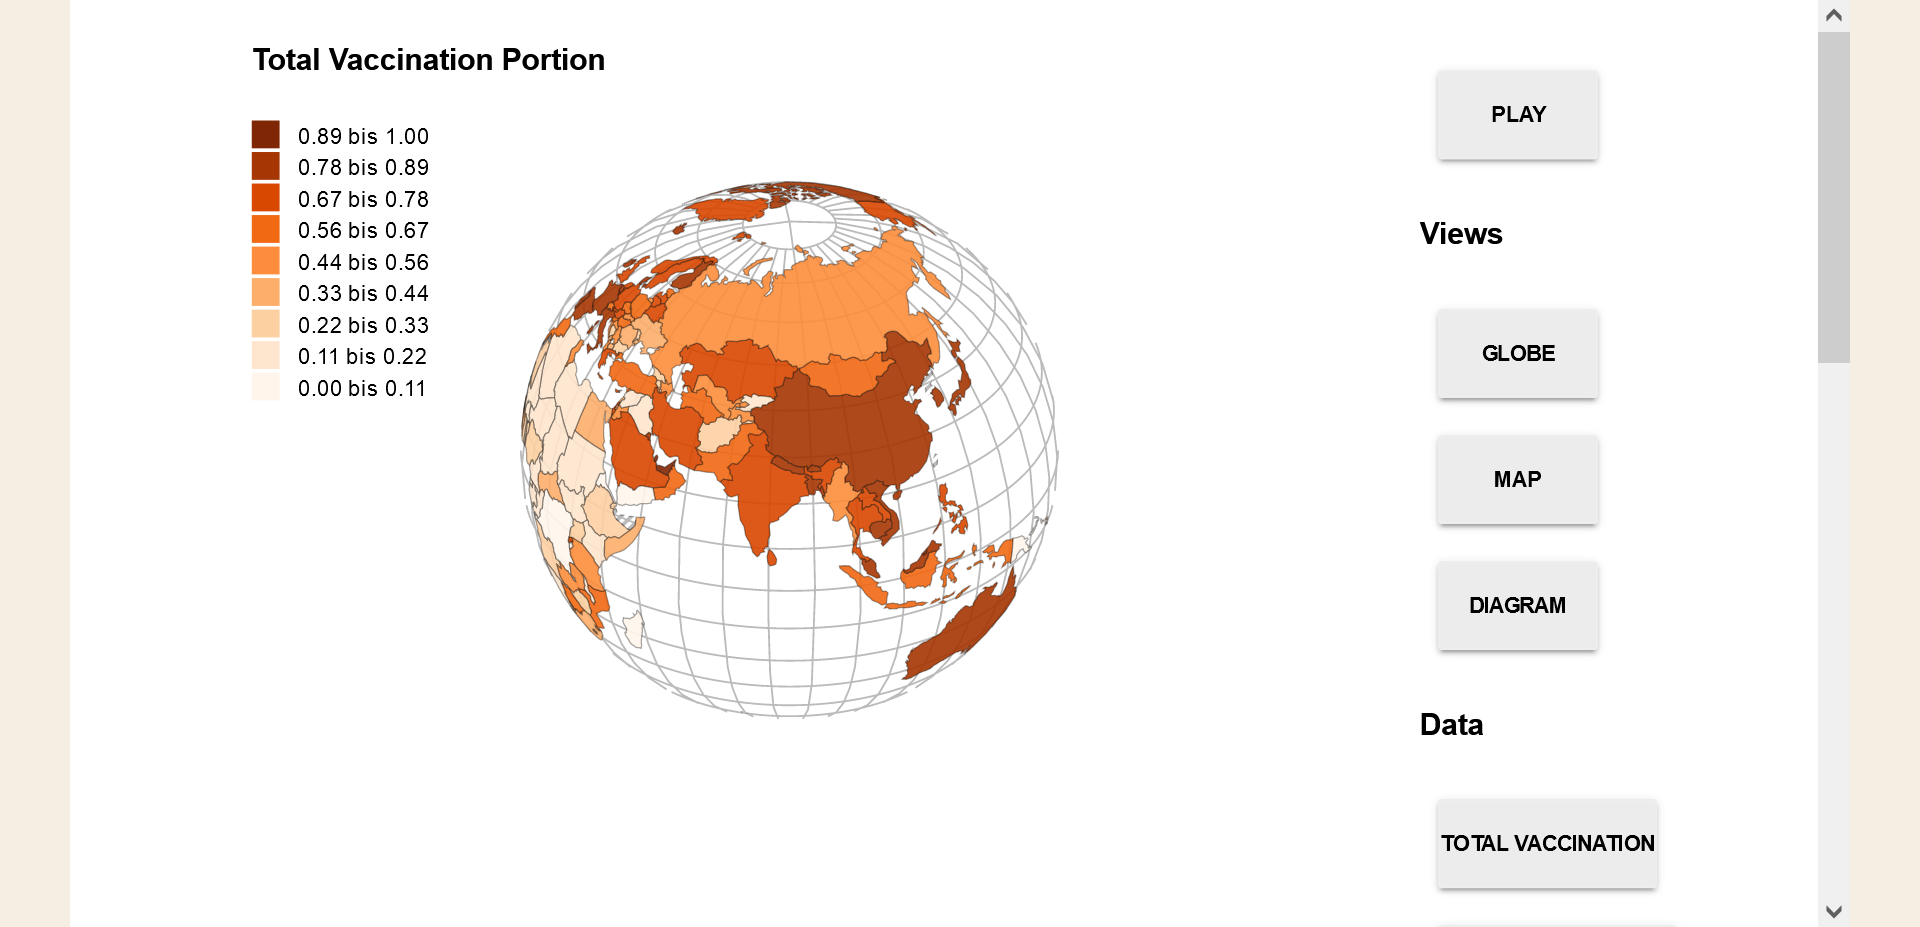 Total Vaccination Portion
0.89 bis 1.00
0.78 bis 0.89
0.67 bis 0.78
0.56 bis 0.67
0.44 bis 0.56
0.33 bis 0.44
0.22 bis 0.33
0.11 bis 0.22
0.00 bis 0.11
PLAY
Views
GLOBE
MAP
DIAGRAM
Data
TOTAL VACCINATION